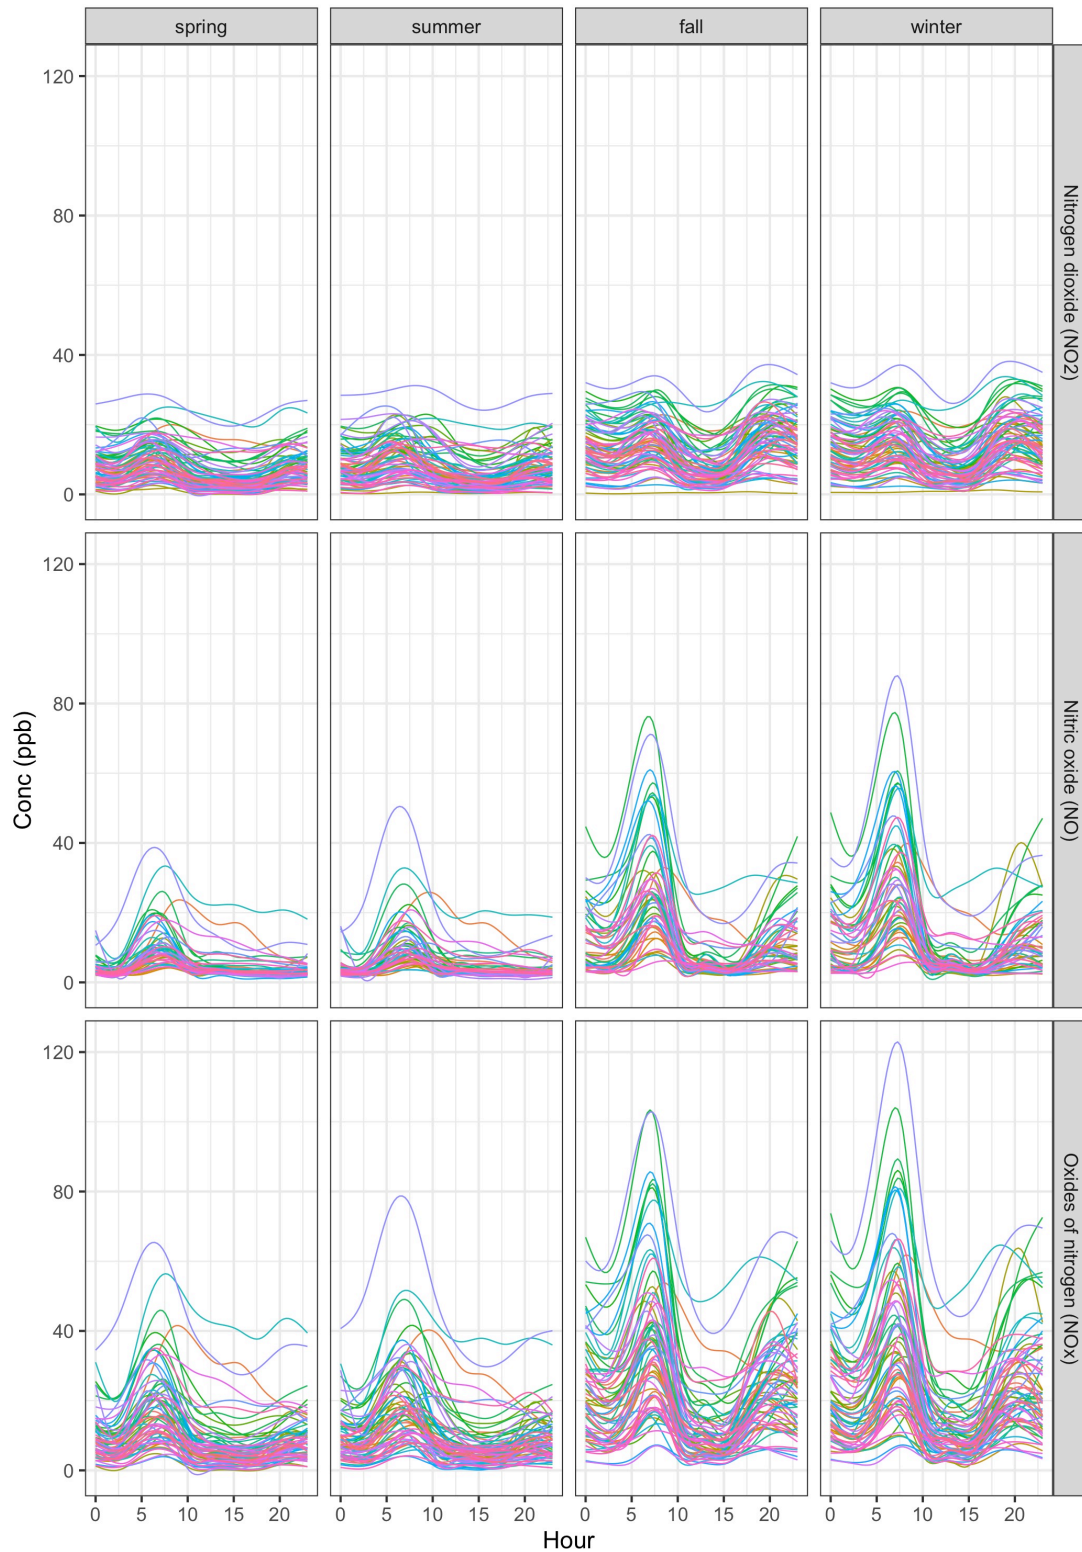 spring summer fall winter
120
80
40
0
Nitrogen dioxide (NO2)
120
80
40
0
Nitric oxide (NO)
Conc (ppb)
120
80
40
0
Oxides of nitrogen (NOx)
0 5 10 15 20 0 5 10 15 20 0 5 10 15 20 0 5 10 15 20
Hour